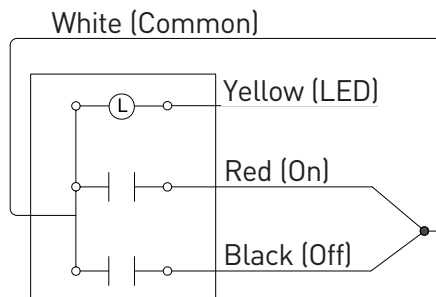 White (Common)
L
Yellow (LED)
Red (On)
Black (Off)